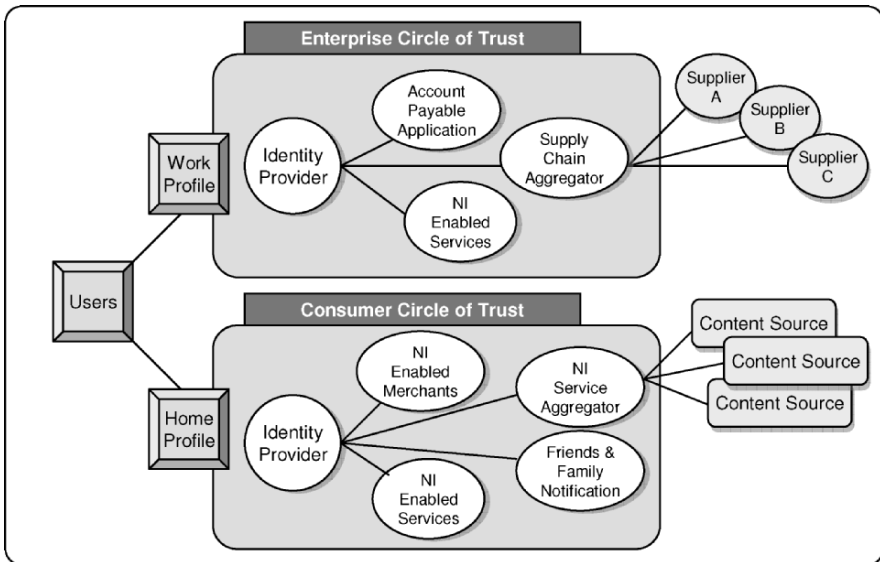 Enterprise Circle of Trust
Account
Payable
Application
Supplier
A
Supplier
B
Supplier
C
Work
Profile
Identity
Provider
Supply
Chain
Aggregator
NI
Enabled
Services
Users
Consumer Circle of Trust
NI
Enabled
Merchants
NI
Service
Aggregator
Content Source
Content Source
Content Source
Home
Profile
Identity
Provider
Friends &
Family
Notification
NI
Enabled
Services